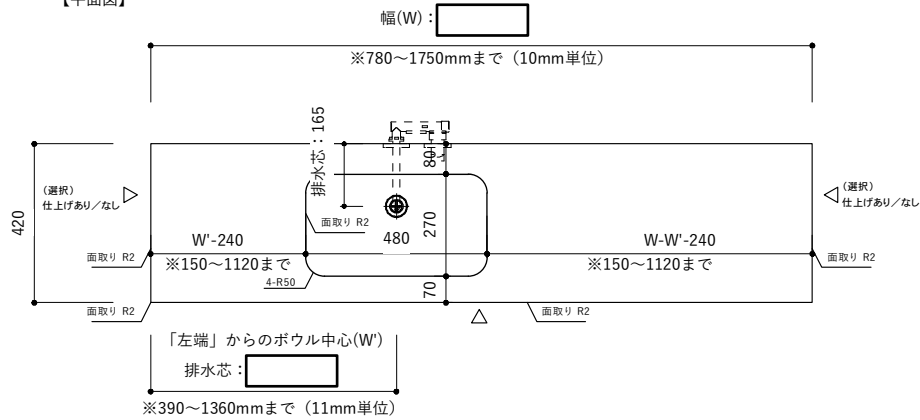 【平面図】
幅(W)：
※780～1750mmまで（10mm単位）
排水芯：165
80
(選択)
仕上げあり／なし
(選択)
仕上げあり／なし
420
面取り R2
480
270
W'-240
※150～1120まで
W-W'-240
※150～1120まで
面取り R2
面取り R2
4-R50
70
面取り R2
面取り R2
「左端」からのボウル中心(W')
排水芯：
※390～1360mmまで（11mm単位）